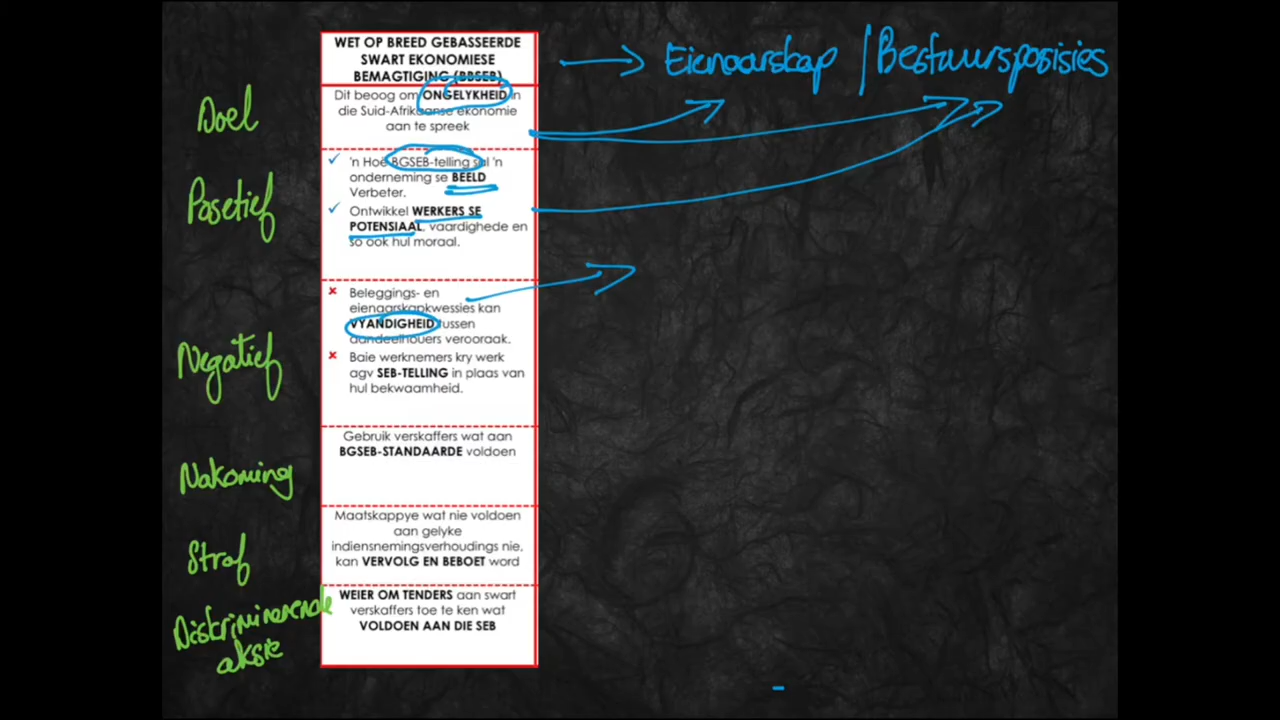 WET OP BREED GEBASSEERDE
SWART EKONOMIESE
BEMAGTIGING (BBSEB)
Eienaarskap / Bestuursposisies
Doel
Dit beoog om ONGELYKHEID in
die Suid-Afrikaanse ekonomie
aan te spreek
Posetief
✓ 'n Hoë BGSEB-telling sal 'n
onderneming se BEELD
Verbeter.
✓ Ontwikkel WERKERS SE
POTENSIAAL, vaardighede en
so ook hul moraal.
Negatief
× Beleggings- en
eienaarskapkwessies kan
VYANDIGHEID tussen
aandeelhouers verooraak.
× Baie werknemers kry werk
agv SEB-TELLING in plaas van
hul bekwaamheid.
Nakoming
Gebruik verskaffers wat aan
BGSEB-STANDAARDE voldoen
Straf
Maatskappye wat nie voldoen
aan gelyke
indiensnemingsverhoudings nie,
kan VERVOLG EN BEBOET word
Diskriminerende
aksie
WEIER OM TENDERS aan swart
verskaffers toe te ken wat
VOLDOEN AAN DIE SEB